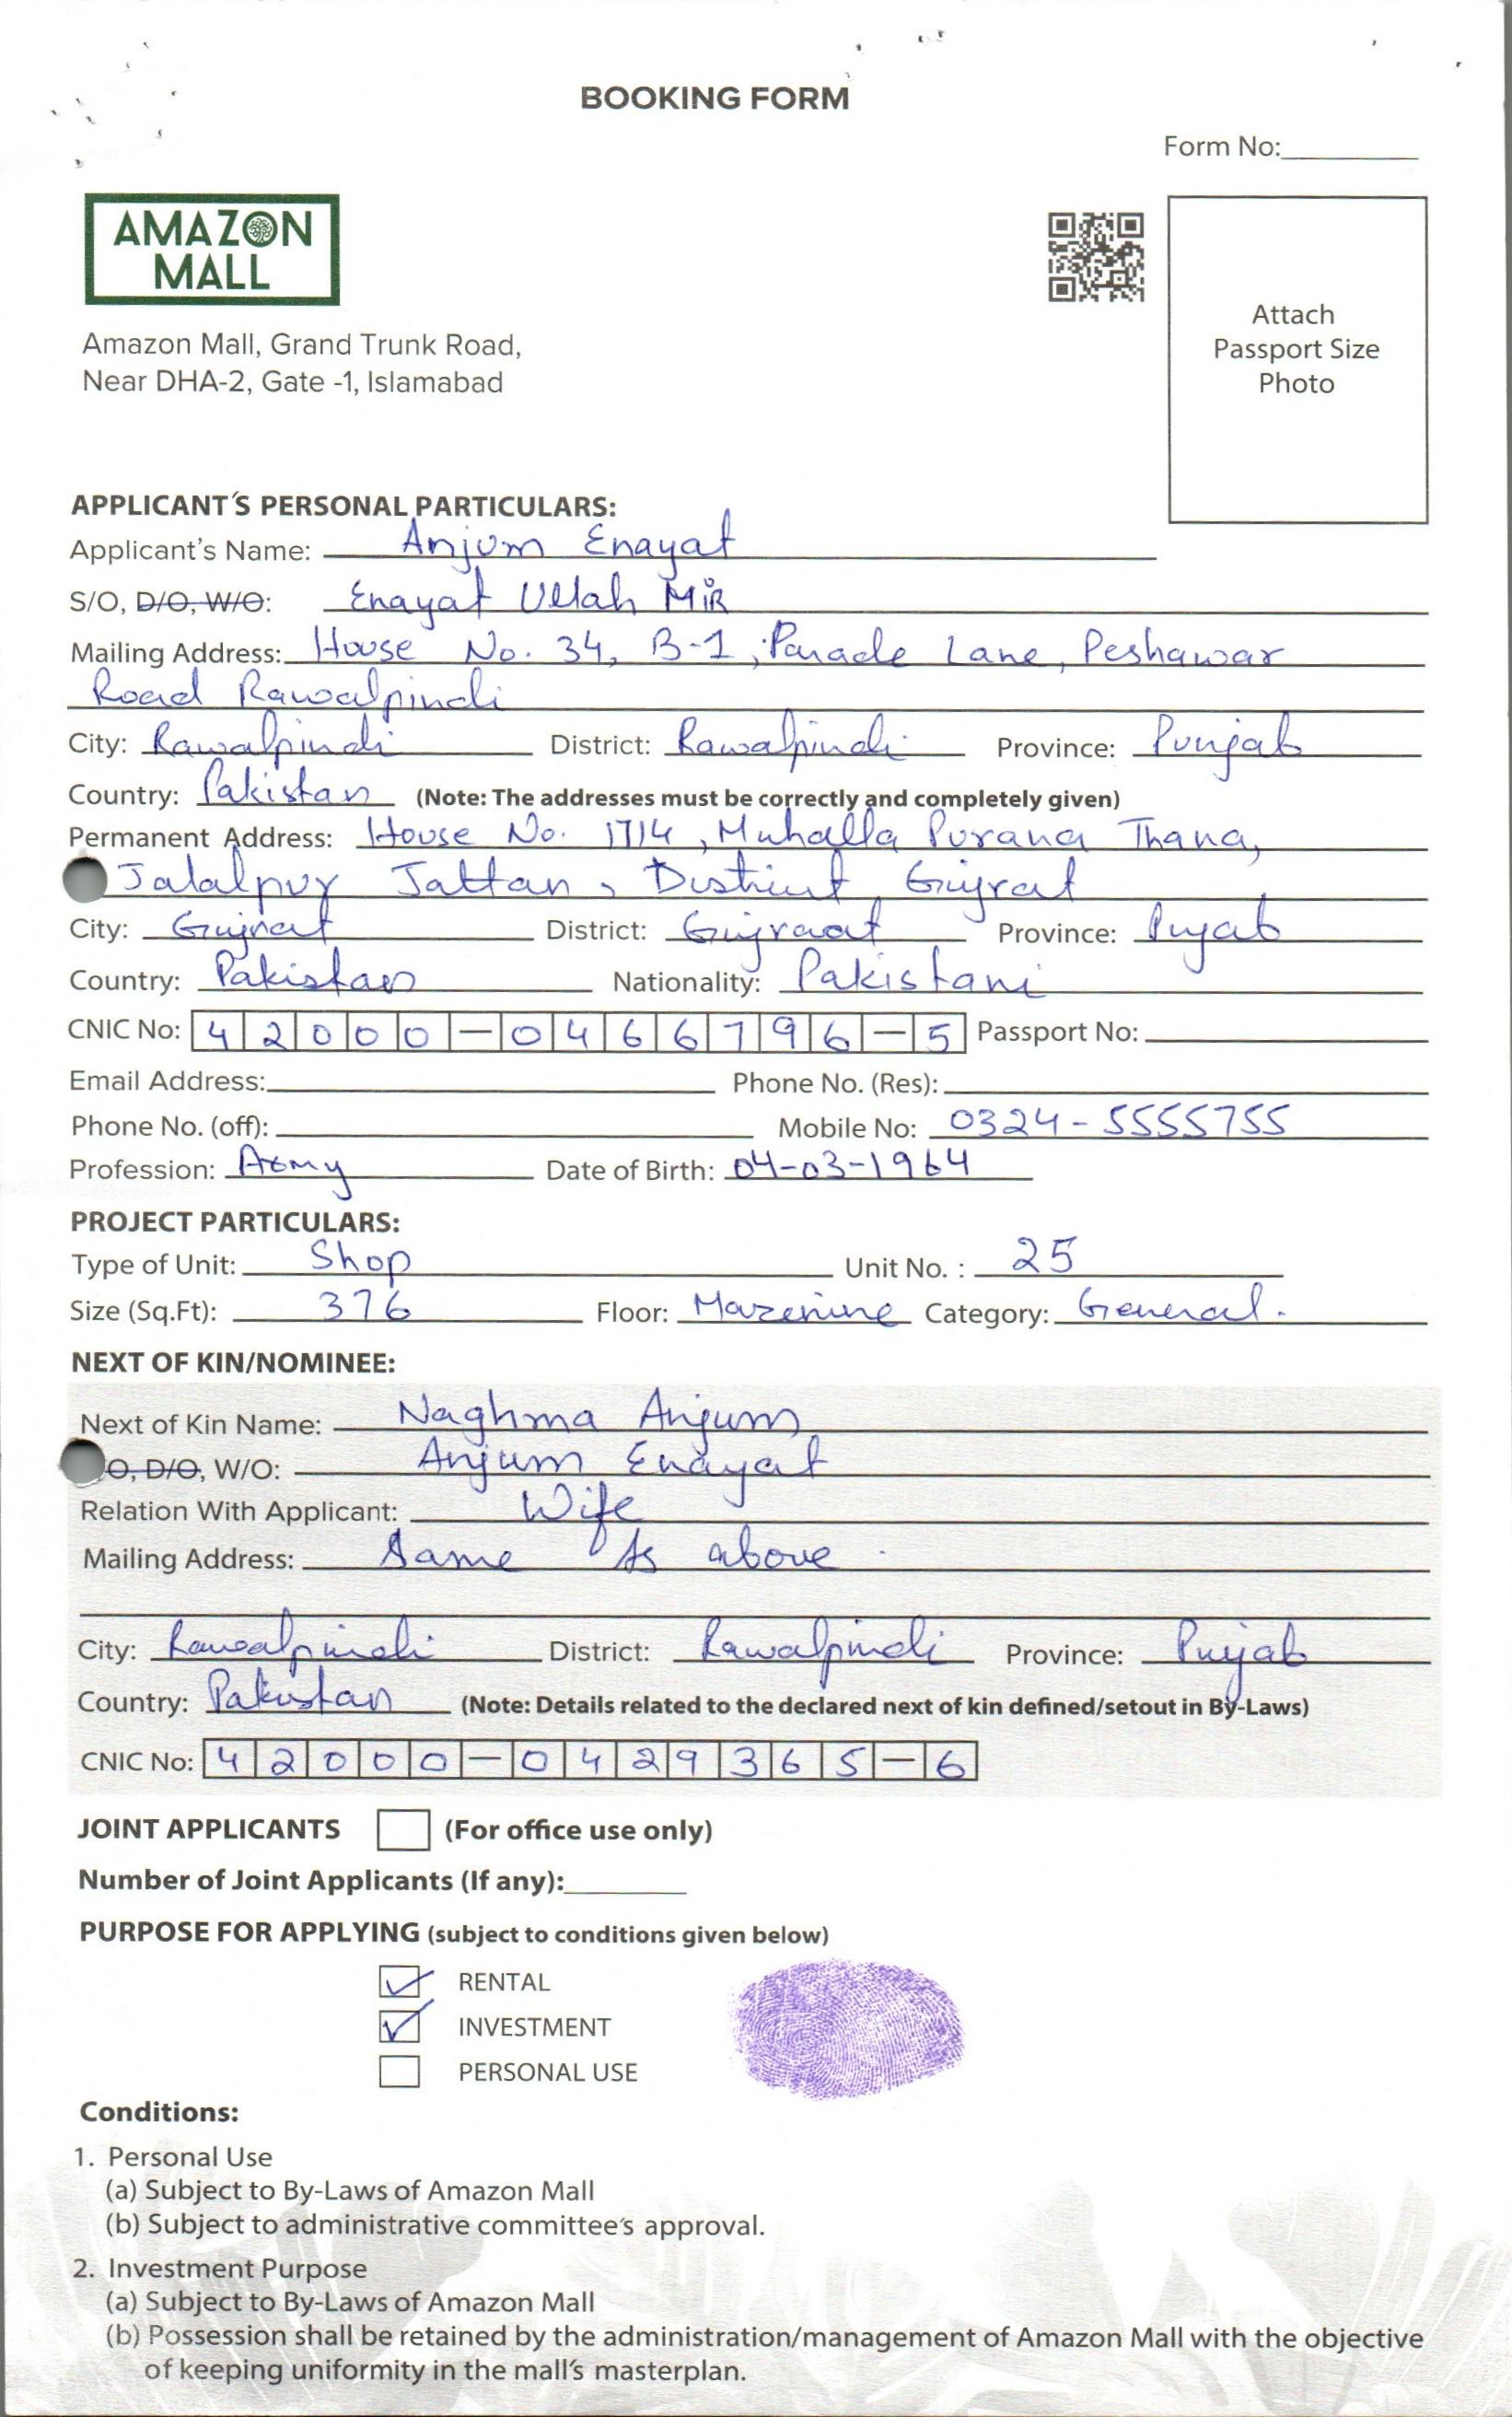 BOOKING FORM
Form No:
AMAZON
MALL
Attach
Passport Size
Photo
Amazon Mall, Grand Trunk Road,
Near DHA-2, Gate -1, Islamabad
APPLICANT'S PERSONAL PARTICULARS:
Applicant's Name: Anjum Enayat
S/O, D/O, W/O: Enayat Ullah MiR
Mailing Address: House No. 34, B-1, Parade Lane, Peshawar
Road Rawalpindi
City: Rawalpindi District: Rawalpindi Province: Punjab
Country: Pakistan (Note: The addresses must be correctly and completely given)
Permanent Address: House No. 1714, Muhalla Purana Thana,
Jalalpur Jattan, District Gujrat
City: Gujrat District: Gujraat Province: Punjab
Country: Pakistan Nationality: Pakistani
CNIC No: 42000-0466796-5 Passport No:
Email Address: Phone No. (Res):
Phone No. (off): Mobile No: 0324-5555755
Profession: Army Date of Birth: 04-03-1964
PROJECT PARTICULARS:
Type of Unit: Shop Unit No. : 25
Size (Sq.Ft): 376 Floor: Mazenine Category: General.
NEXT OF KIN/NOMINEE:
Next of Kin Name: Naghma Anjum
O, D/O, W/O: Anjum Enayat
Relation With Applicant: Wife
Mailing Address: Same As above
City: Rawalpindi District: Rawalpindi Province: Punjab
Country: Pakistan (Note: Details related to the declared next of kin defined/setout in By-Laws)
CNIC No: 42000-0429365-6
JOINT APPLICANTS (For office use only)
Number of Joint Applicants (If any):
PURPOSE FOR APPLYING (subject to conditions given below)
RENTAL
INVESTMENT
PERSONAL USE
Conditions:
1. Personal Use
(a) Subject to By-Laws of Amazon Mall
(b) Subject to administrative committee's approval.
2. Investment Purpose
(a) Subject to By-Laws of Amazon Mall
(b) Possession shall be retained by the administration/management of Amazon Mall with the objective
of keeping uniformity in the mall's masterplan.